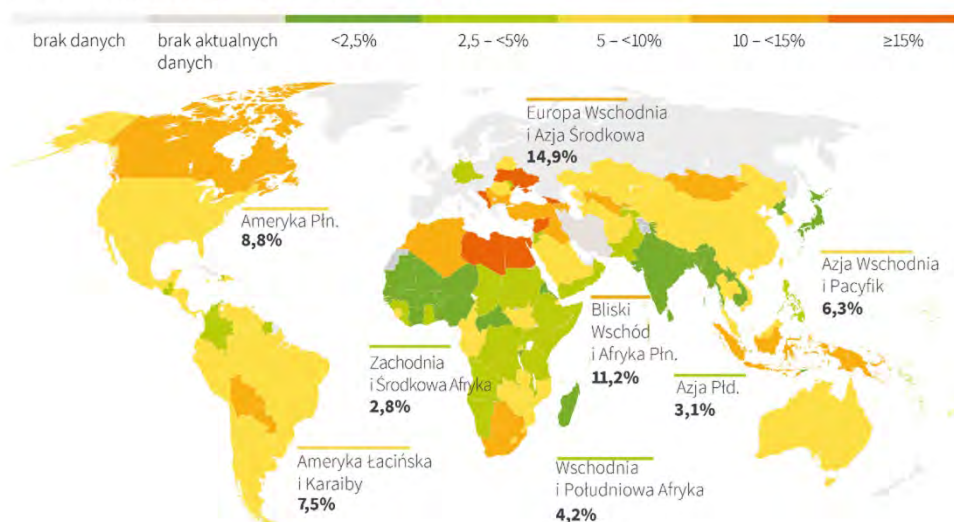 brak danych
brak aktualnych
danych
<2,5%
2,5 – <5%
5 – <10%
10 – <15%
≥15%
Europa Wschodnia
i Azja Środkowa
14,9%
Ameryka Płn.
8,8%
Azja Wschodnia
i Pacyfik
6,3%
Bliski
Wschód
i Afryka Płn.
11,2%
Zachodnia
i Środkowa Afryka
2,8%
Azja Płd.
3,1%
Ameryka Łacińska
i Karaiby
7,5%
Wschodnia
i Południowa Afryka
4,2%